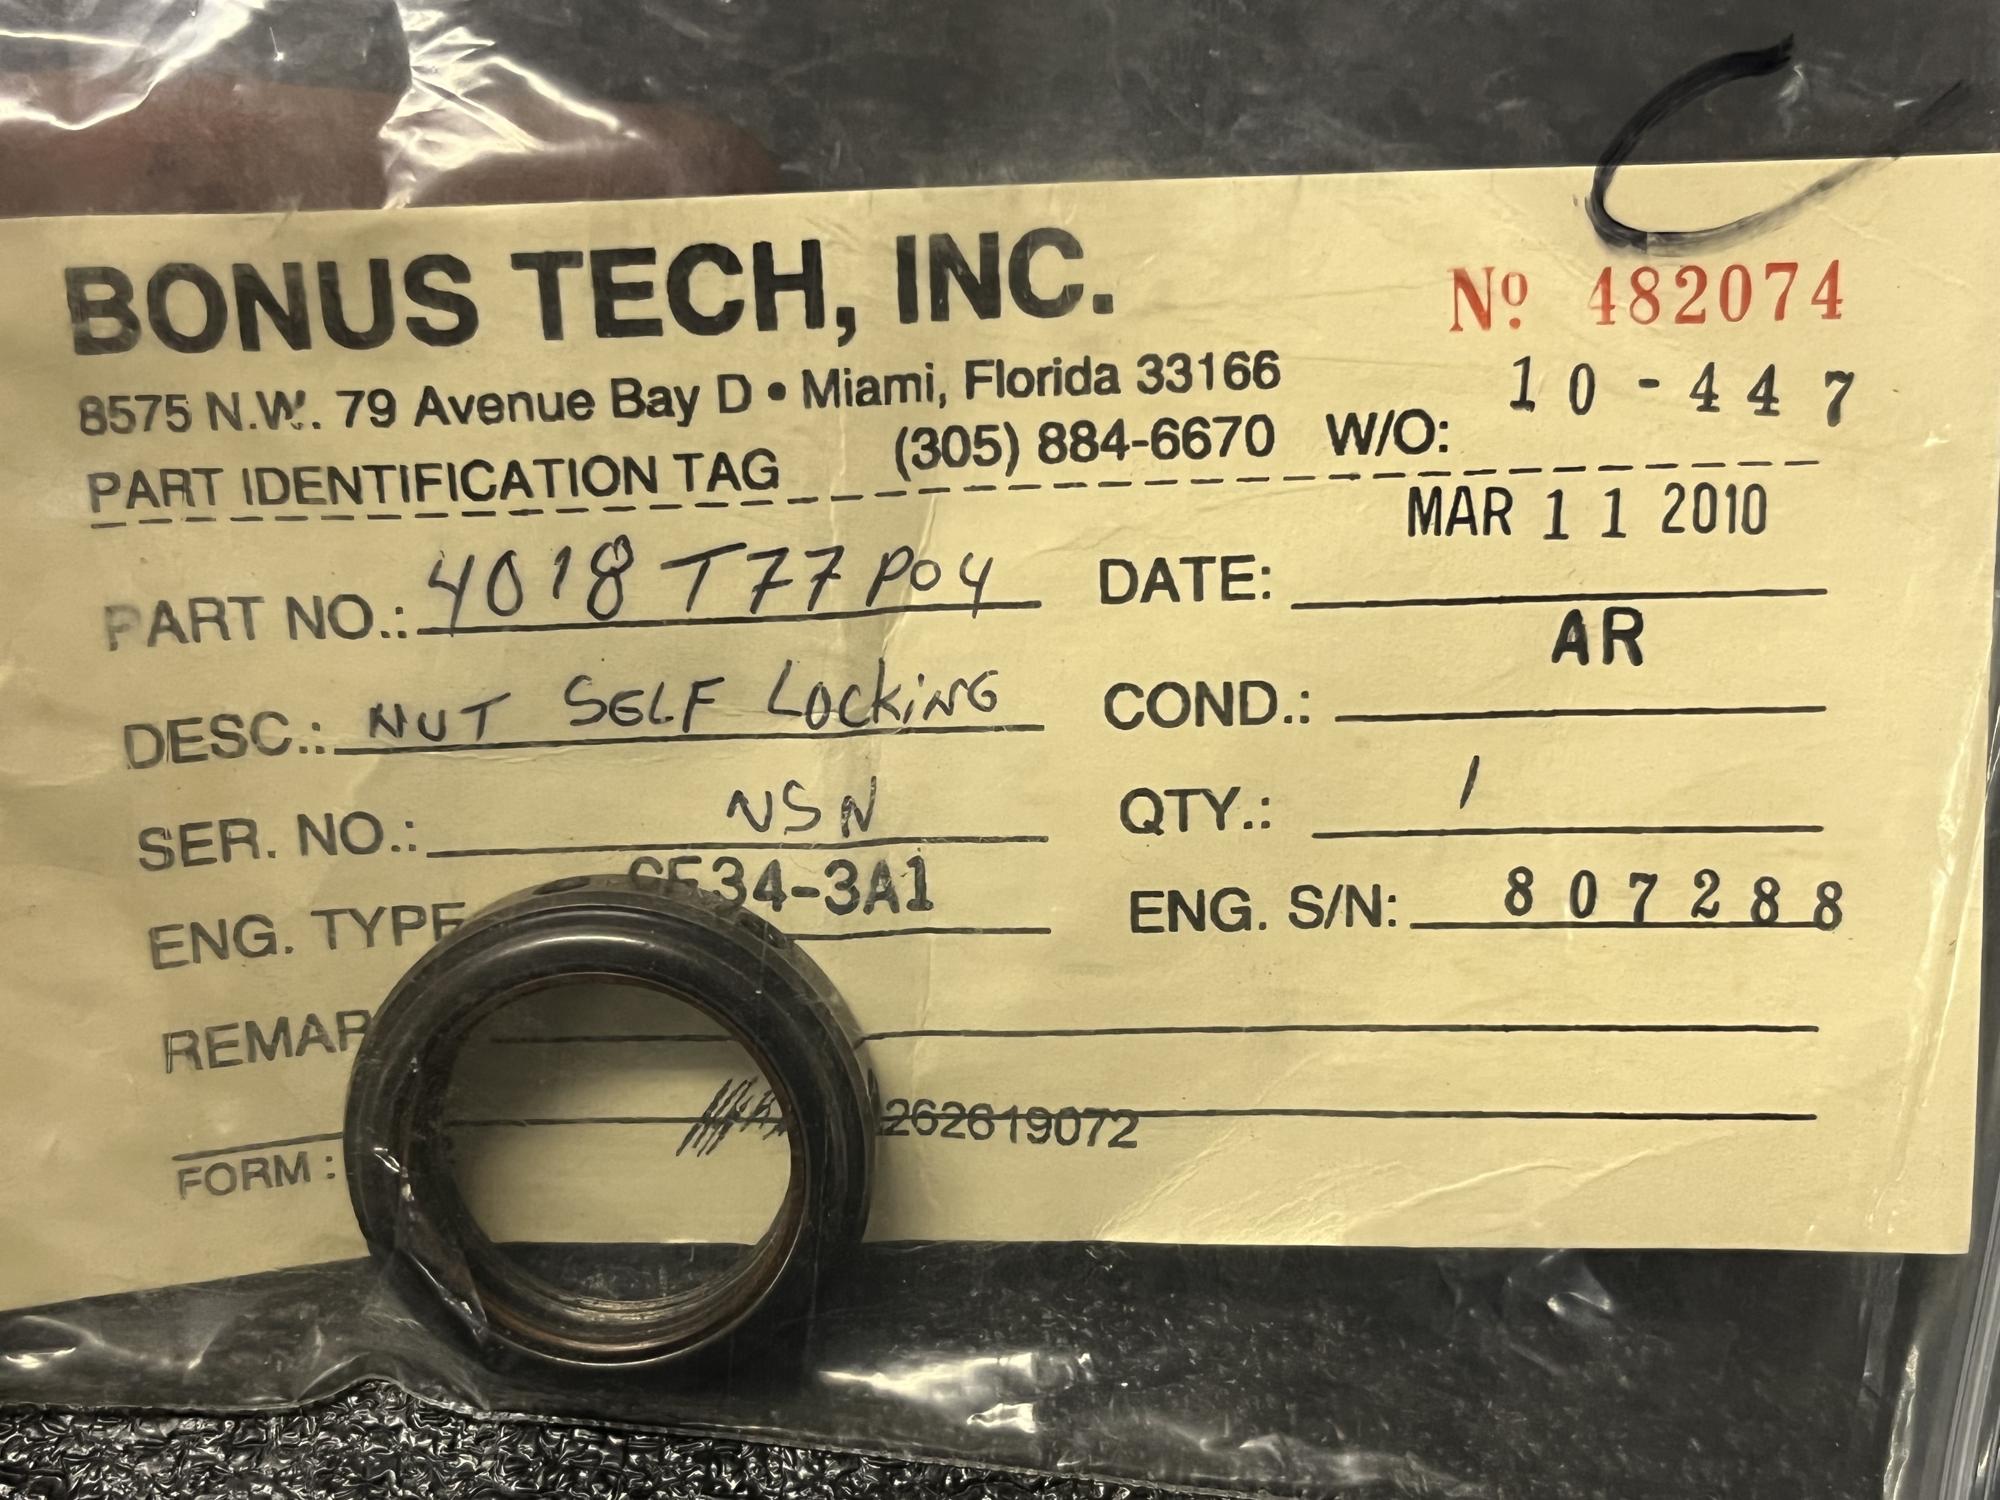 BONUS TECH, INC.
Nº 482074
8575 N.W. 79 Avenue Bay D • Miami, Florida 33166
10-447
PART IDENTIFICATION TAG (305) 884-6670 W/O:
MAR 11 2010
PART NO.: 4018T77P04 DATE:
AR
DESC.: NUT SELF LOCKING COND.:
SER. NO.: NSN QTY.: 1
ENG. TYPE 34-3A1 ENG. S/N: 807288
REMAR
262619072
FORM :